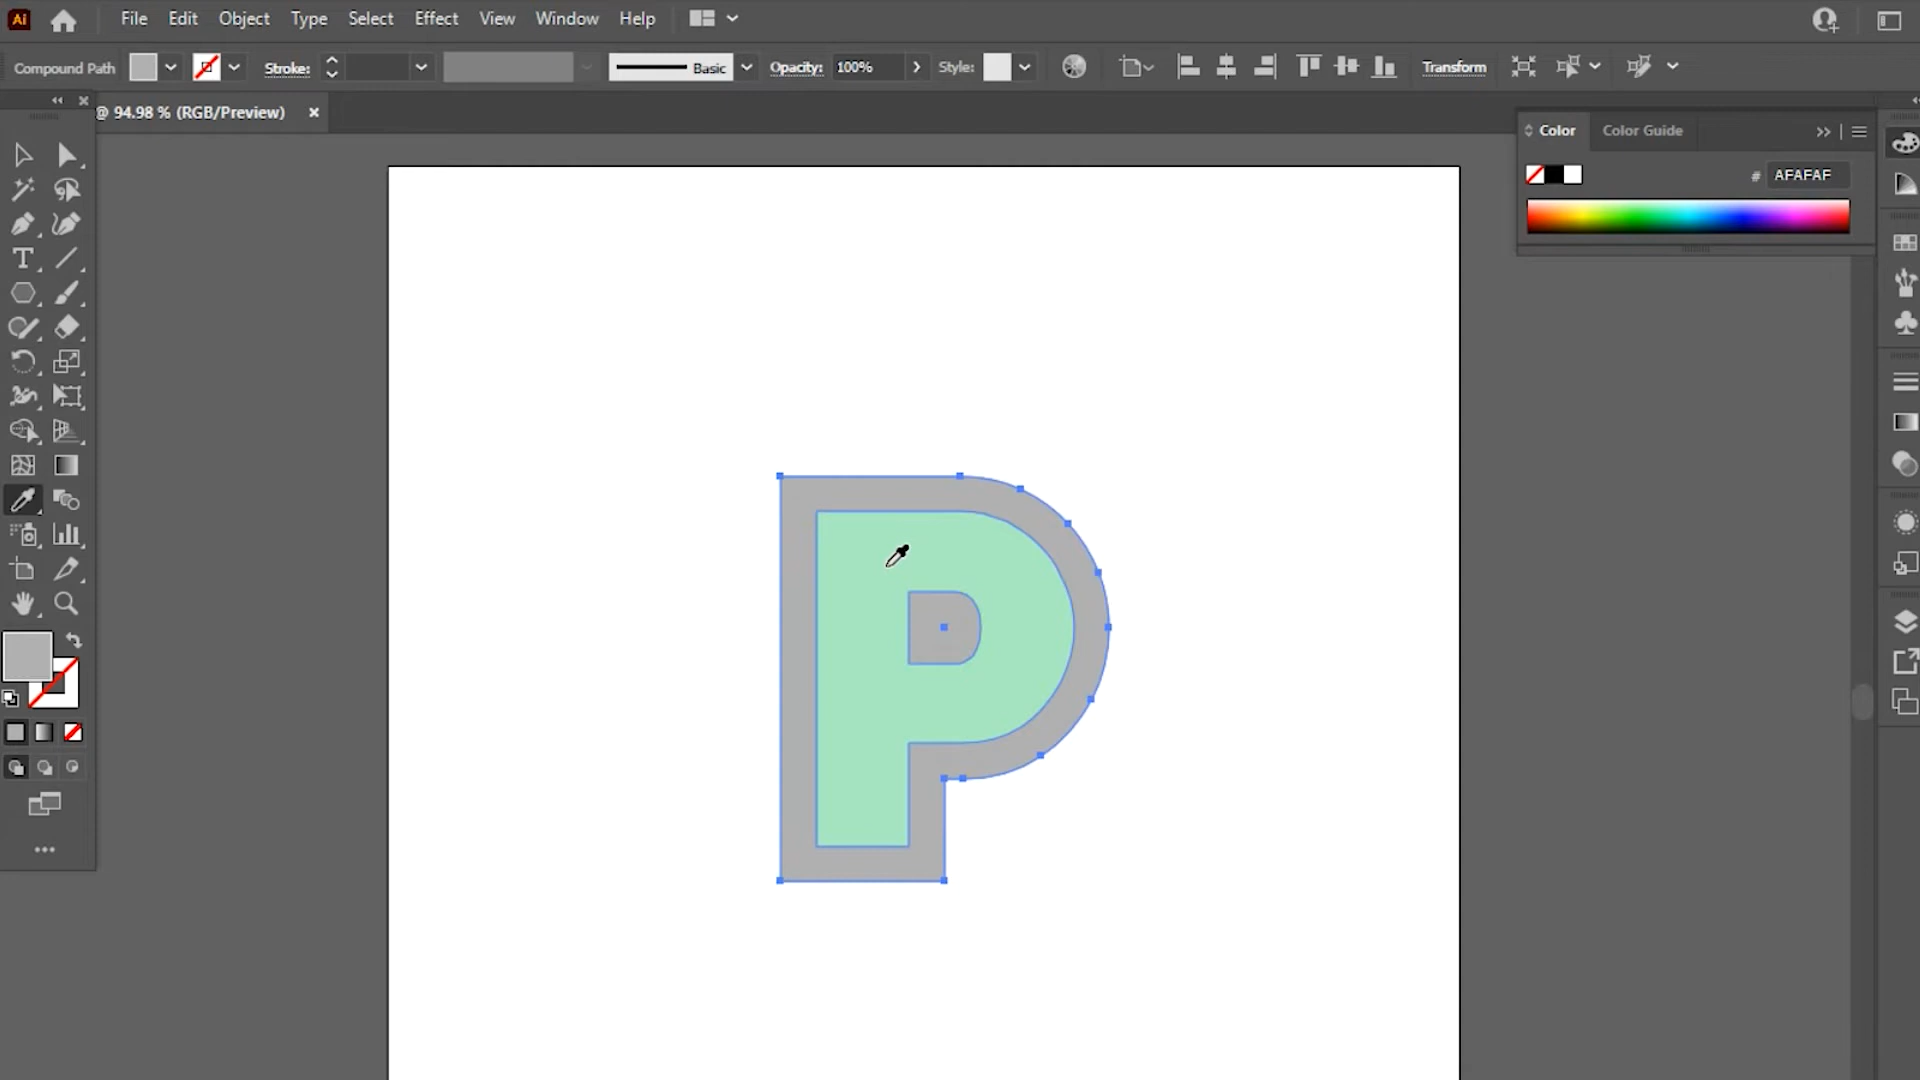 Ai File Edit Object Type Select Effect View Window Help
Compound Path Stroke: Basic Opacity: 100% Style: Transform
@ 94.98 % (RGB/Preview) ×
Color Color Guide
# AFAFAF
P